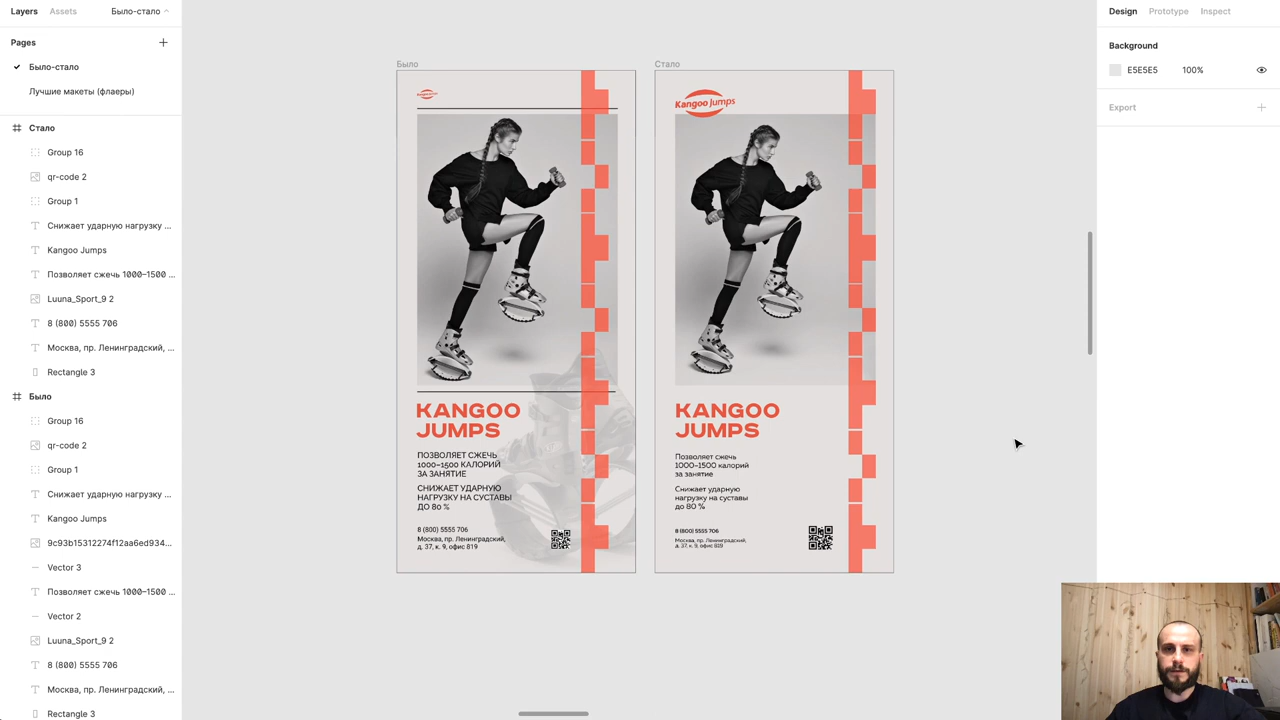 Layers
Assets
Было-стало
Pages
Было-стало
Лучшие макеты (флаеры)
Стало
Group 16
qr-code 2
Group 1
Снижает ударную нагрузку ...
Kangoo Jumps
Позволяет сжечь 1000–1500 ...
Luuna_Sport_9 2
8 (800) 5555 706
Москва, пр. Ленинградский, ...
Rectangle 3
Было
Group 16
qr-code 2
Group 1
Снижает ударную нагрузку ...
Kangoo Jumps
9c93b15312274f12aa6ed934...
Vector 3
Позволяет сжечь 1000–1500 ...
Vector 2
Luuna_Sport_9 2
8 (800) 5555 706
Москва, пр. Ленинградский, ...
Rectangle 3
Было
Kangoo Jumps
KANGOO
JUMPS
ПОЗВОЛЯЕТ СЖЕЧЬ
1000–1500 КАЛОРИЙ
ЗА ЗАНЯТИЕ
СНИЖАЕТ УДАРНУЮ
НАГРУЗКУ НА СУСТАВЫ
ДО 80 %
8 (800) 5555 706
Москва, пр. Ленинградский,
д. 37, к. 9, офис 819
Стало
Kangoo Jumps
KANGOO
JUMPS
Позволяет сжечь
1000–1500 калорий
за занятие
Снижает ударную
нагрузку на суставы
до 80 %
8 (800) 5555 706
Москва, пр. Ленинградский,
д. 37, к. 9, офис 819
Design
Prototype
Inspect
Background
E5E5E5
100%
Export